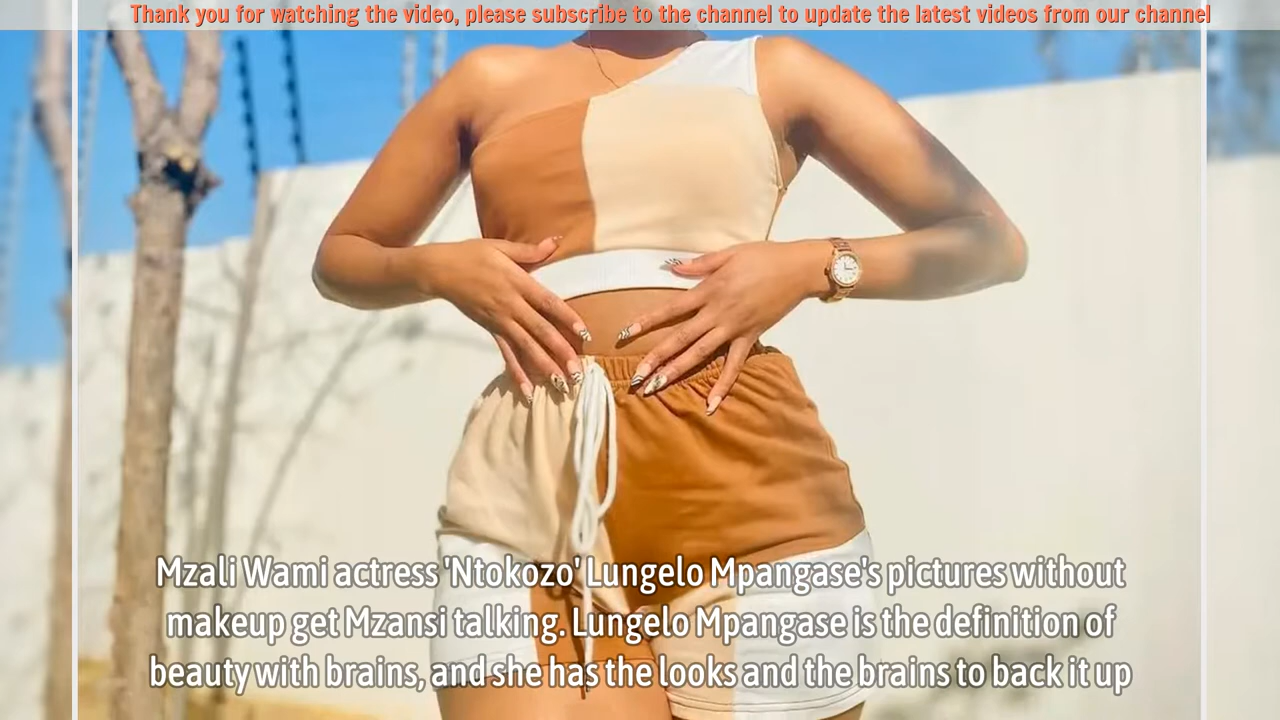 Thank you for watching the video, please subscribe to the channel to update the latest videos from our channel
Mzali Wami actress 'Ntokozo' Lungelo Mpangase's pictures without
makeup get Mzansi talking. Lungelo Mpangase is the definition of
beauty with brains, and she has the looks and the brains to back it up